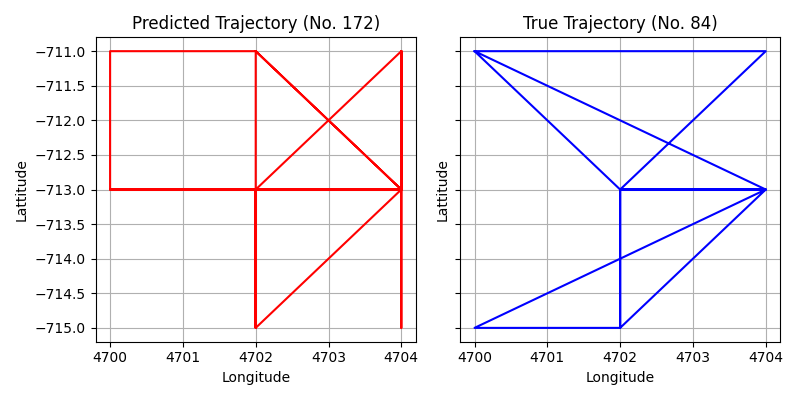 Predicted Trajectory (No. 172)
True Trajectory (No. 84)
Lattitude
−711.0
−711.5
−712.0
−712.5
−713.0
−713.5
−714.0
−714.5
−715.0
4700 4701 4702 4703 4704
Longitude
Lattitude
4700 4701 4702 4703 4704
Longitude